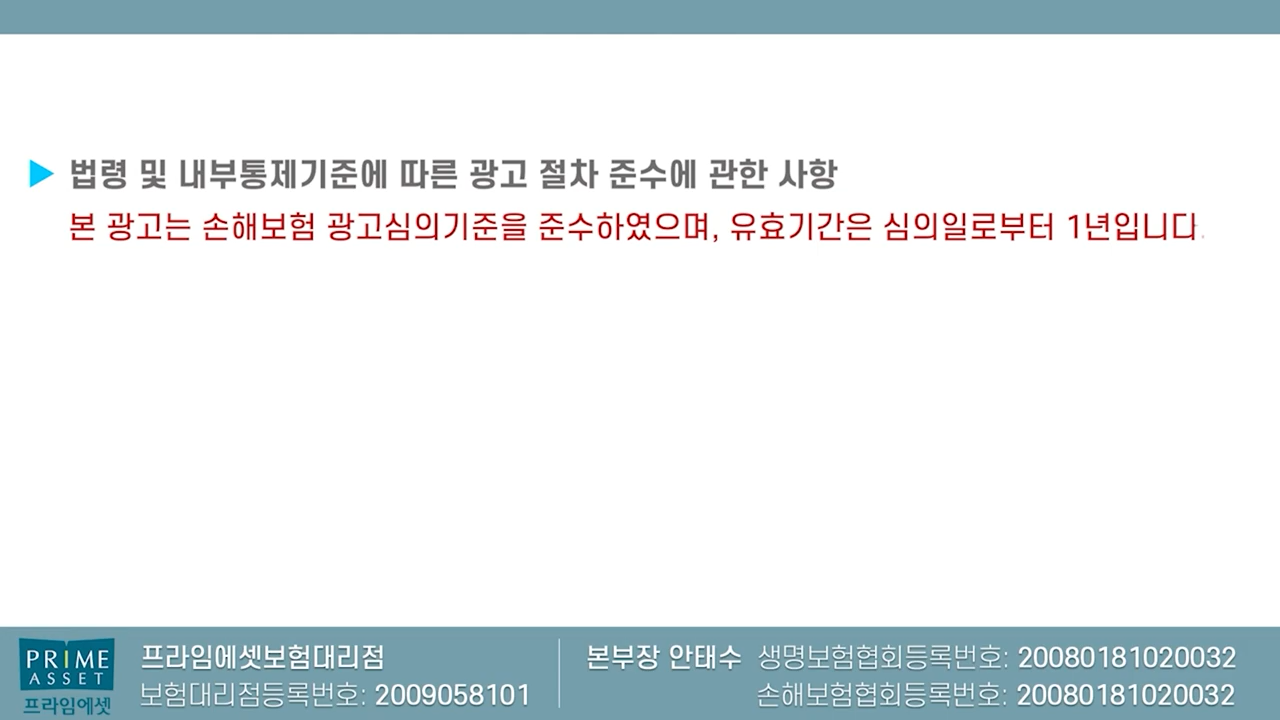 ▶ 법령 및 내부통제기준에 따른 광고 절차 준수에 관한 사항
본 광고는 손해보험 광고심의기준을 준수하였으며, 유효기간은 심의일로부터 1년입니다.
PRIME
ASSET
프라임에셋
프라임에셋보험대리점
보험대리점등록번호: 2009058101
본부장 안태수 생명보험협회등록번호: 20080181020032
손해보험협회등록번호: 20080181020032